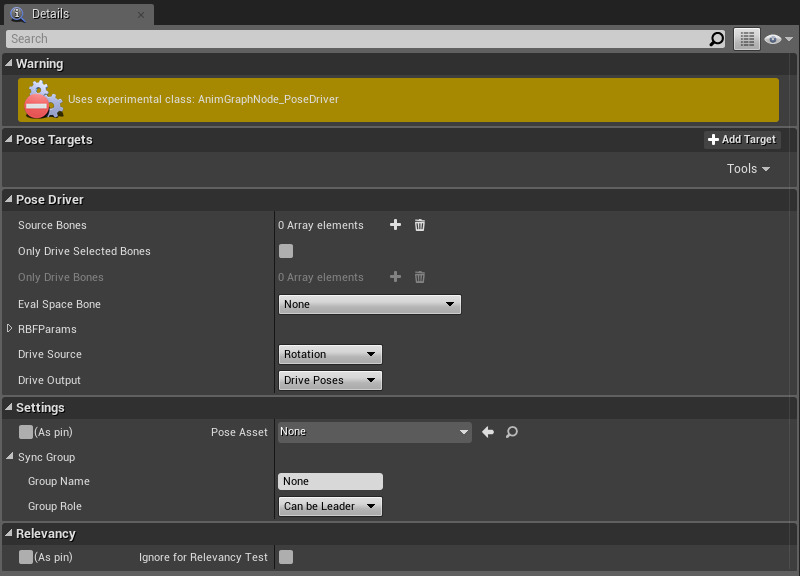 Details
Search
Warning
Uses experimental class: AnimGraphNode_PoseDriver
Pose Targets
Add Target
Tools
Pose Driver
Source Bones 0 Array elements
Only Drive Selected Bones
Only Drive Bones 0 Array elements
Eval Space Bone None
RBFParams
Drive Source Rotation
Drive Output Drive Poses
Settings
(As pin) Pose Asset None
Sync Group
Group Name None
Group Role Can be Leader
Relevancy
(As pin) Ignore for Relevancy Test